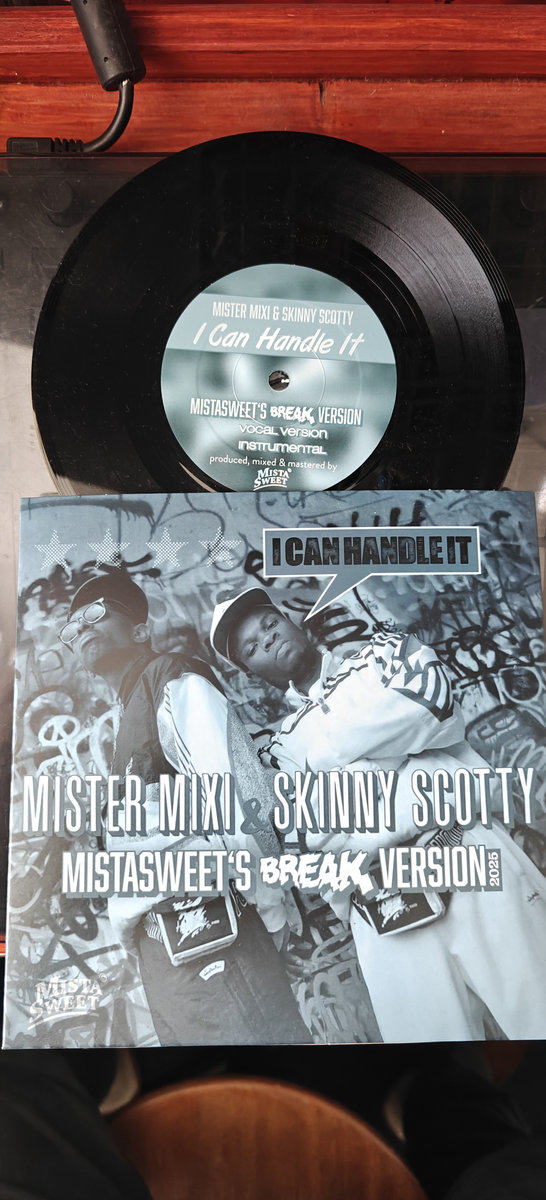 MISTER MIXI & SKINNY SCOTTY
I Can Handle It
MISTASWEET'S BREAK VERSION
VOCAL VERSION
INSTRUMENTAL
produced, mixed & mastered by
MISTA SWEET
I CAN HANDLE IT
MISTER MIXI & SKINNY SCOTTY
MISTASWEET'S BREAK VERSION 2025
MISTA
SWEET